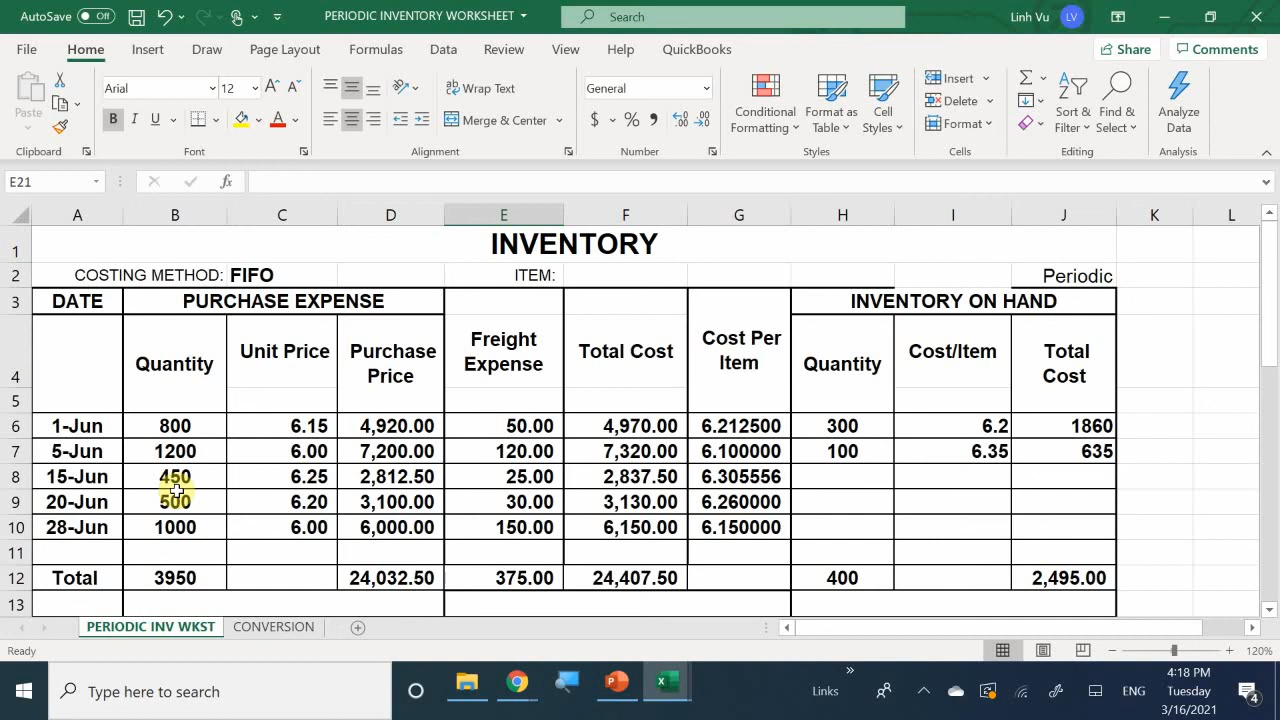 AutoSave Off PERIODIC INVENTORY WORKSHEET Search Linh Vu LV
File Home Insert Draw Page Layout Formulas Data Review View Help QuickBooks Share Comments
Arial 12 Wrap Text General Insert
Paste Delete
B I U Merge & Center $ % Format
Conditional Formatting Format as Table Cell Styles Sort & Filter Find & Select Analyze Data
Clipboard Font Alignment Number Styles Cells Editing Analysis
E21 fx
A B C D E F G H I J K L
1 INVENTORY
2 COSTING METHOD: FIFO ITEM: Periodic
3 DATE PURCHASE EXPENSE INVENTORY ON HAND
4 Quantity Unit Price Purchase Price Freight Expense Total Cost Cost Per Item Quantity Cost/Item Total Cost
5
6 1-Jun 800 6.15 4,920.00 50.00 4,970.00 6.212500 300 6.2 1860
7 5-Jun 1200 6.00 7,200.00 120.00 7,320.00 6.100000 100 6.35 635
8 15-Jun 450 6.25 2,812.50 25.00 2,837.50 6.305556
9 20-Jun 500 6.20 3,100.00 30.00 3,130.00 6.260000
10 28-Jun 1000 6.00 6,000.00 150.00 6,150.00 6.150000
11
12 Total 3950 24,032.50 375.00 24,407.50 400 2,495.00
13
PERIODIC INV WKST CONVERSION
Ready 120%
Type here to search Links ENG 4:18 PM
Tuesday
3/16/2021
4